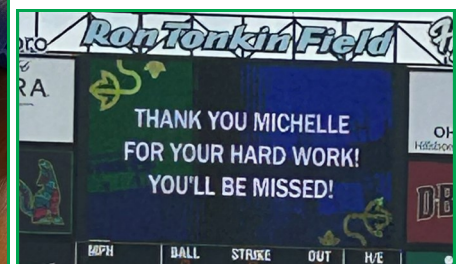 Ron Tonkin Field
THANK YOU MICHELLE
FOR YOUR HARD WORK!
YOU'LL BE MISSED!
MPH BALL STRIKE OUT H/E